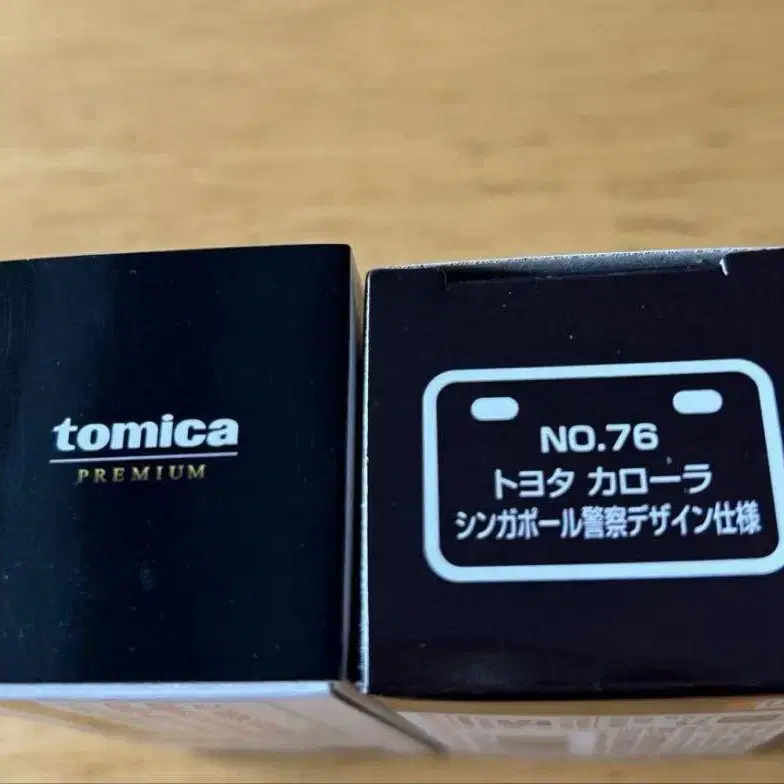 tomica
PREMIUM
NO.76
トヨタ カローラ
シンガポール警察デザイン仕様